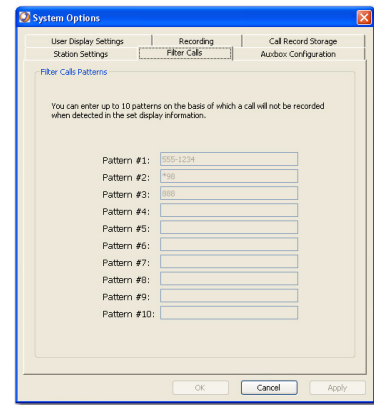 System Options
User Display Settings Recording Call Record Storage
Station Settings Filter Calls Auxbox Configuration
Filter Calls Patterns
You can enter up to 10 patterns on the basis of which a call will not be recorded
when detected in the set display information.
Pattern #1: 555-1234
Pattern #2: *98
Pattern #3: 888
Pattern #4:
Pattern #5:
Pattern #6:
Pattern #7:
Pattern #8:
Pattern #9:
Pattern #10:
OK Cancel Apply